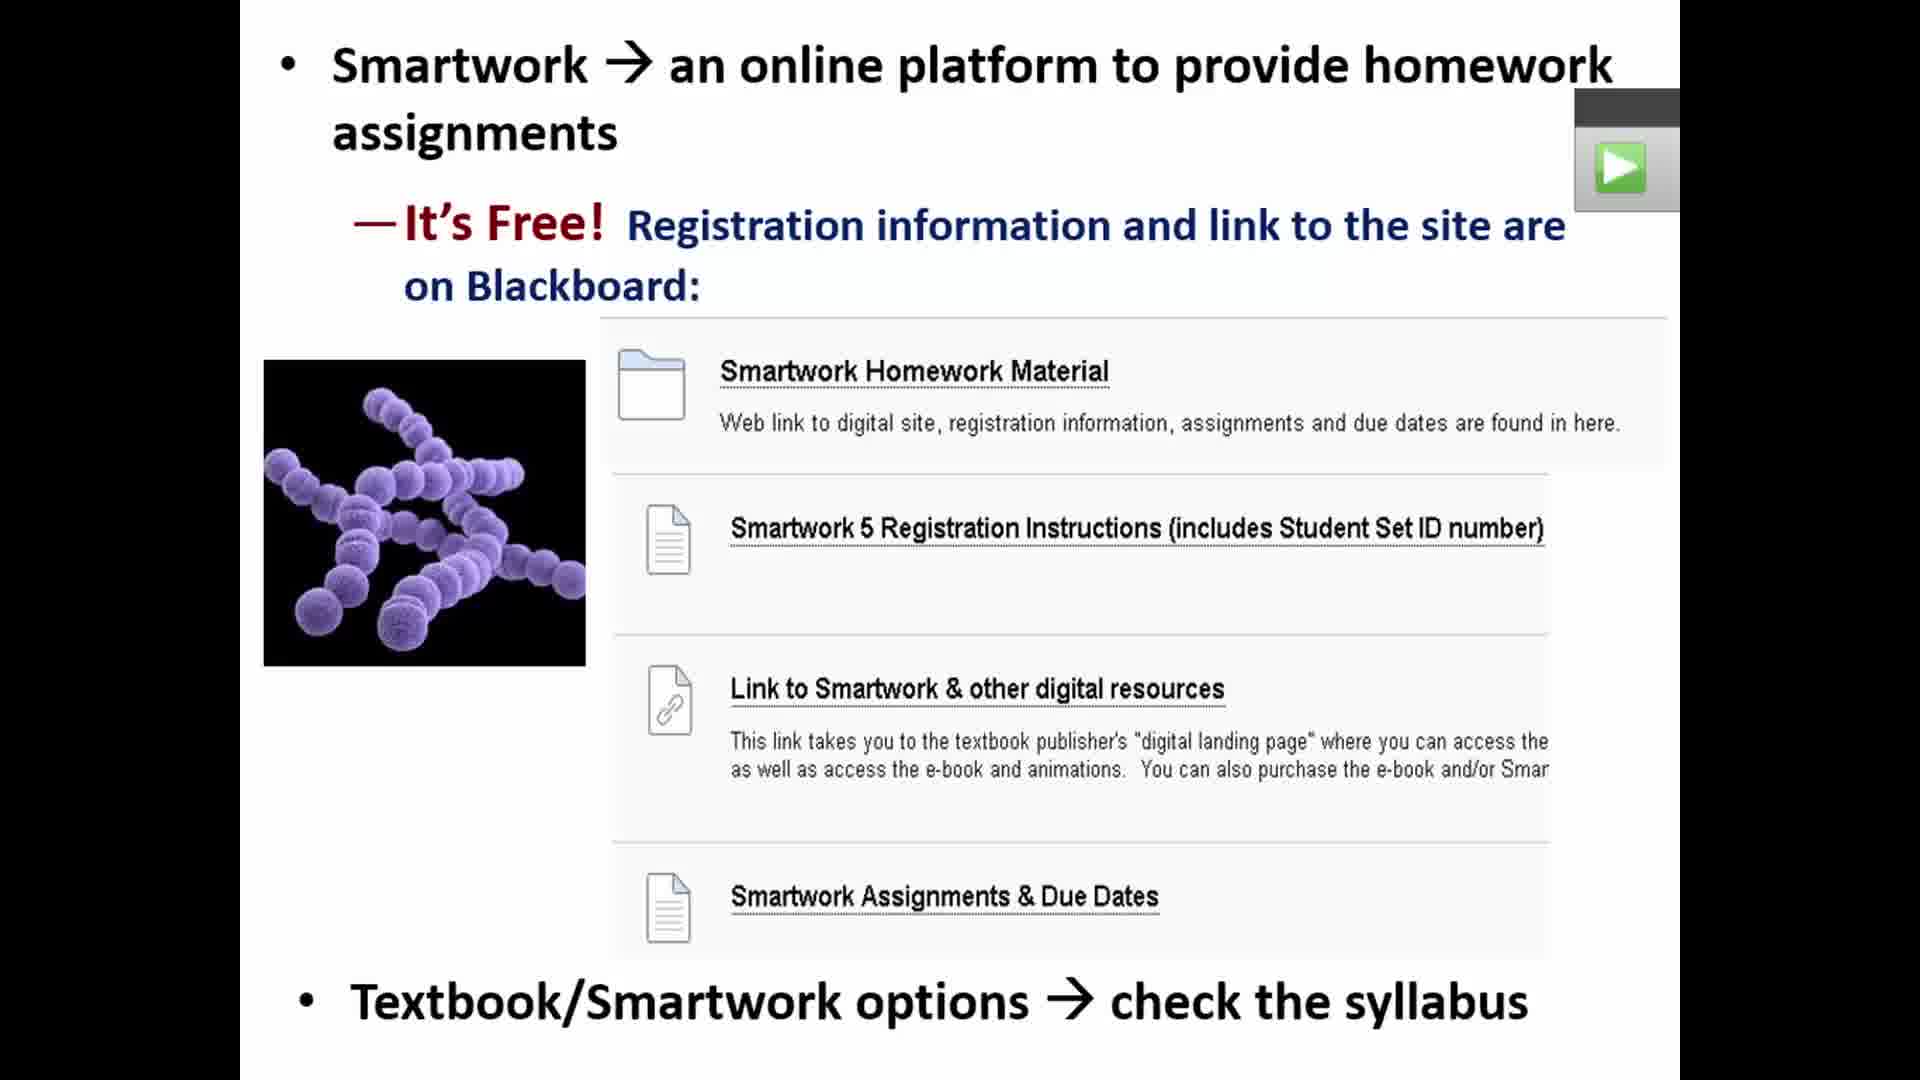 • Smartwork → an online platform to provide homework
assignments
—It's Free! Registration information and link to the site are
on Blackboard:
Smartwork Homework Material
Web link to digital site, registration information, assignments and due dates are found in here.
Smartwork 5 Registration Instructions (includes Student Set ID number)
Link to Smartwork & other digital resources
This link takes you to the textbook publisher's "digital landing page" where you can access the
as well as access the e-book and animations. You can also purchase the e-book and/or
Smartwork Assignments & Due Dates
• Textbook/Smartwork options → check the syllabus